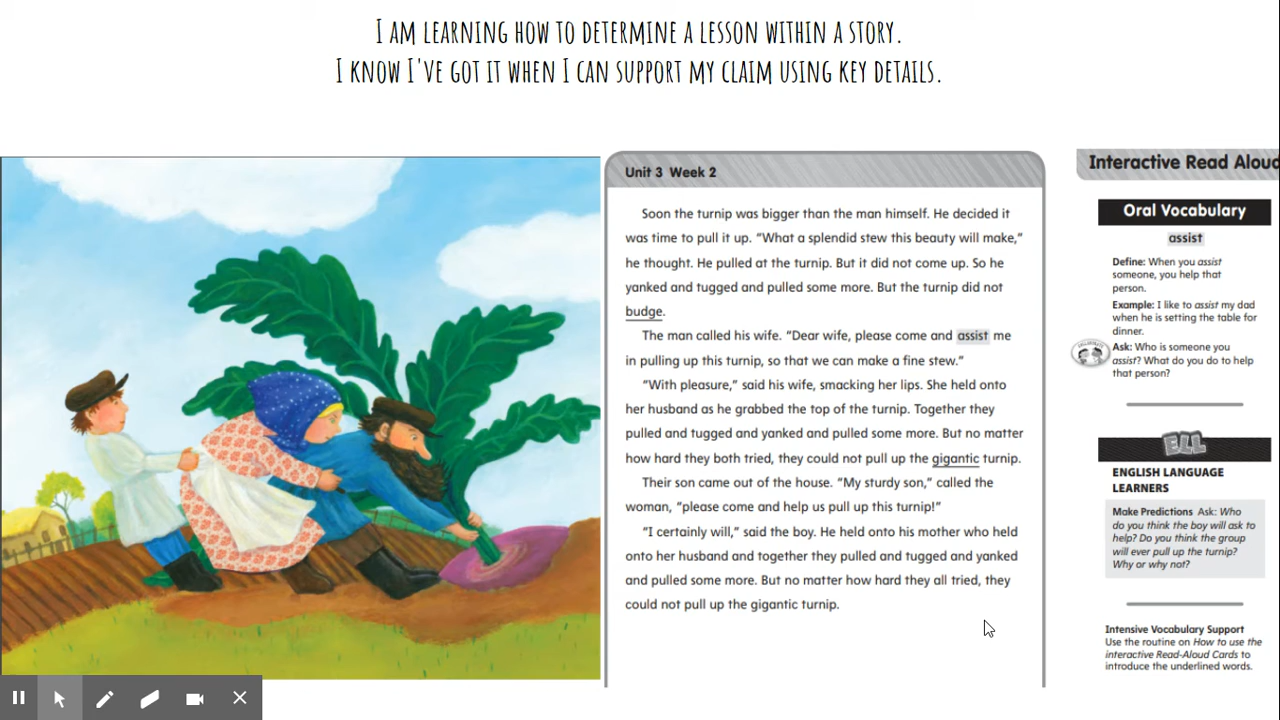 I AM LEARNING HOW TO DETERMINE A LESSON WITHIN A STORY.
I KNOW I'VE GOT IT WHEN I CAN SUPPORT MY CLAIM USING KEY DETAILS.
Unit 3 Week 2
Soon the turnip was bigger than the man himself. He decided it
was time to pull it up. “What a splendid stew this beauty will make,”
he thought. He pulled at the turnip. But it did not come up. So he
yanked and tugged and pulled some more. But the turnip did not
budge.
The man called his wife. “Dear wife, please come and assist me
in pulling up this turnip, so that we can make a fine stew.”
“With pleasure,” said his wife, smacking her lips. She held onto
her husband as he grabbed the top of the turnip. Together they
pulled and tugged and yanked and pulled some more. But no matter
how hard they both tried, they could not pull up the gigantic turnip.
Their son came out of the house. “My sturdy son,” called the
woman, “please come and help us pull up this turnip!”
“I certainly will,” said the boy. He held onto his mother who held
onto her husband and together they pulled and tugged and yanked
and pulled some more. But no matter how hard they all tried, they
could not pull up the gigantic turnip.
Interactive Read Aloud
Oral Vocabulary
assist
Define: When you assist
someone, you help that
person.
Example: I like to assist my dad
when he is setting the table for
dinner.
Ask: Who is someone you
assist? What do you do to help
that person?
ELL
ENGLISH LANGUAGE
LEARNERS
Make Predictions Ask: Who
do you think the boy will ask to
help? Do you think the group
will ever pull up the turnip?
Why or why not?
Intensive Vocabulary Support
Use the routine on How to use the
interactive Read-Aloud Cards to
introduce the underlined words.